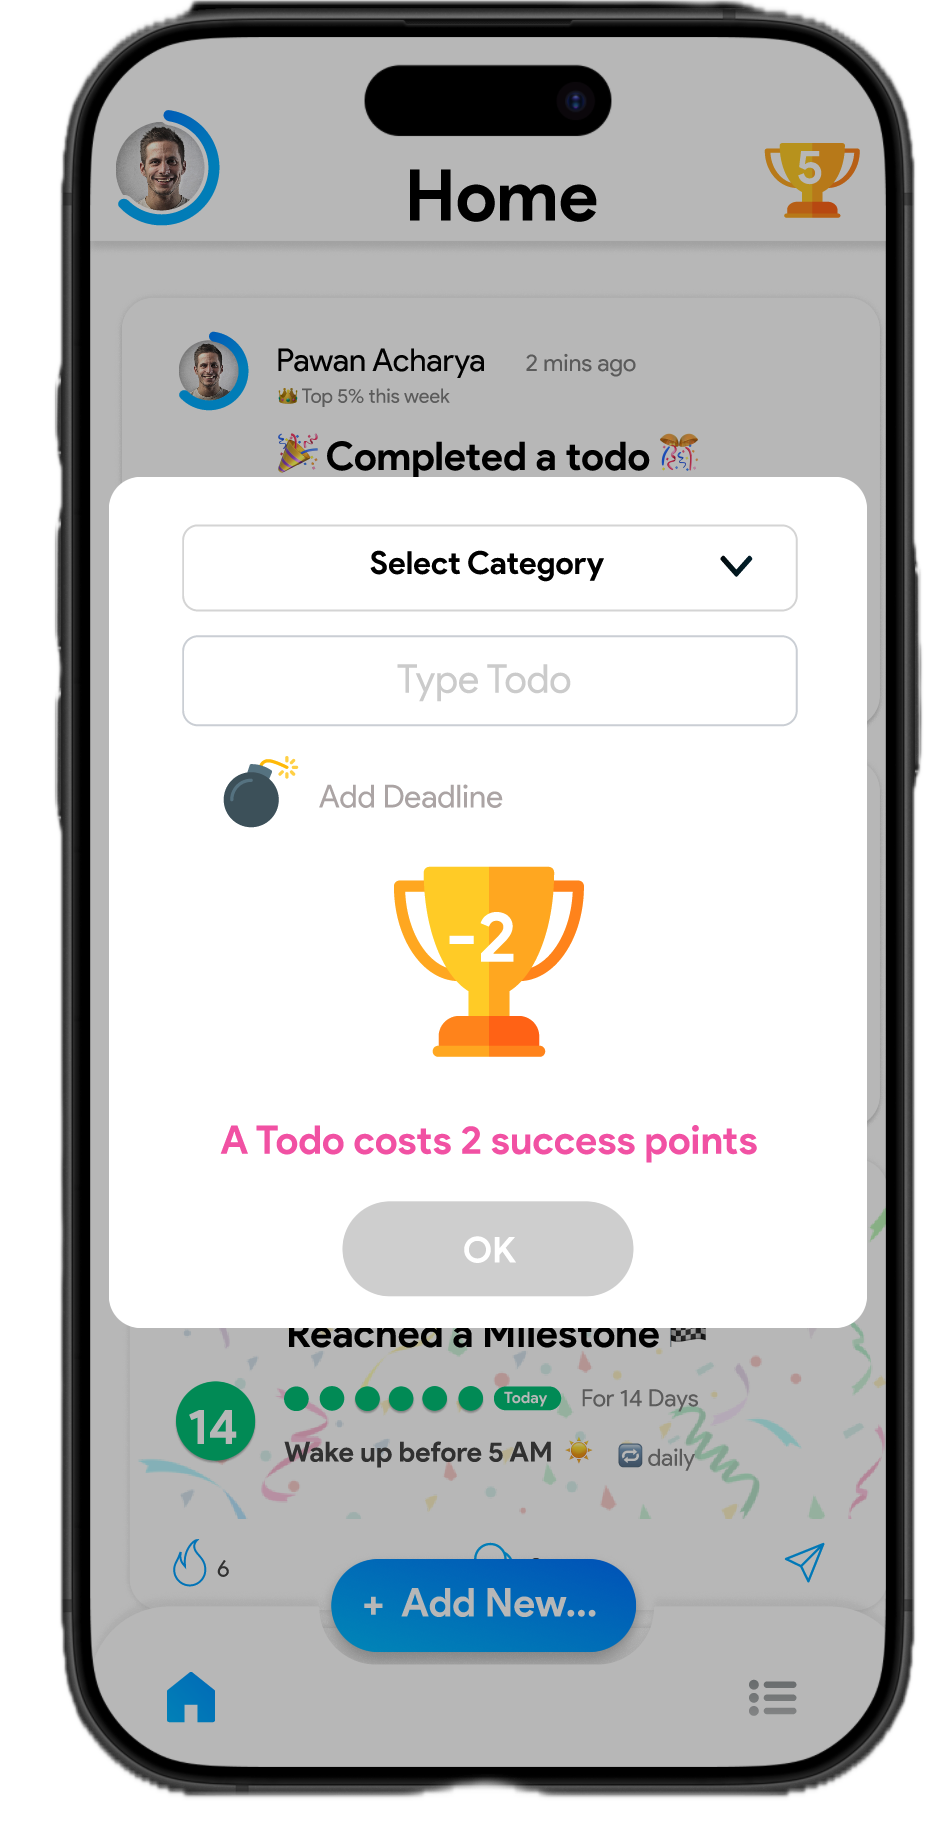 Home
5
Pawan Acharya 2 mins ago
Top 5% this week
Completed a todo
Select Category
Type Todo
Add Deadline
-2
A Todo costs 2 success points
OK
Reached a Milestone
14
Today For 14 Days
Wake up before 5 AM daily
6
+ Add New...